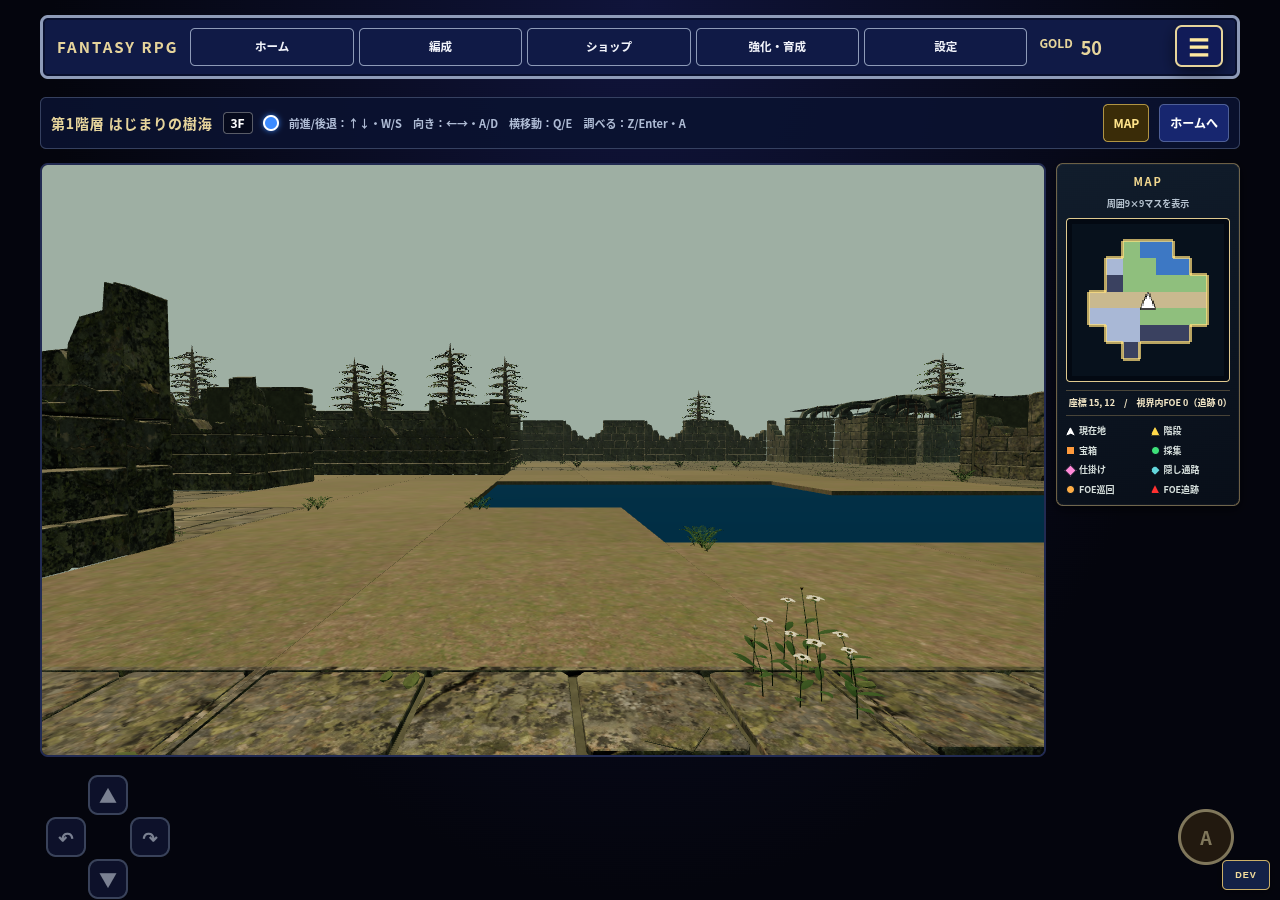 FANTASY RPG
ホーム
編成
ショップ
強化・育成
設定
GOLD 50
第1階層 はじまりの樹海
3F
前進/後退：↑↓・W/S　向き：←→・A/D　横移動：Q/E　調べる：Z/Enter・A
MAP
ホームへ
MAP
周囲9×9マスを表示
座標 15, 12　/　視界内FOE 0（追跡 0）
現在地
階段
宝箱
採集
仕掛け
隠し通路
FOE巡回
FOE追跡
A
DEV